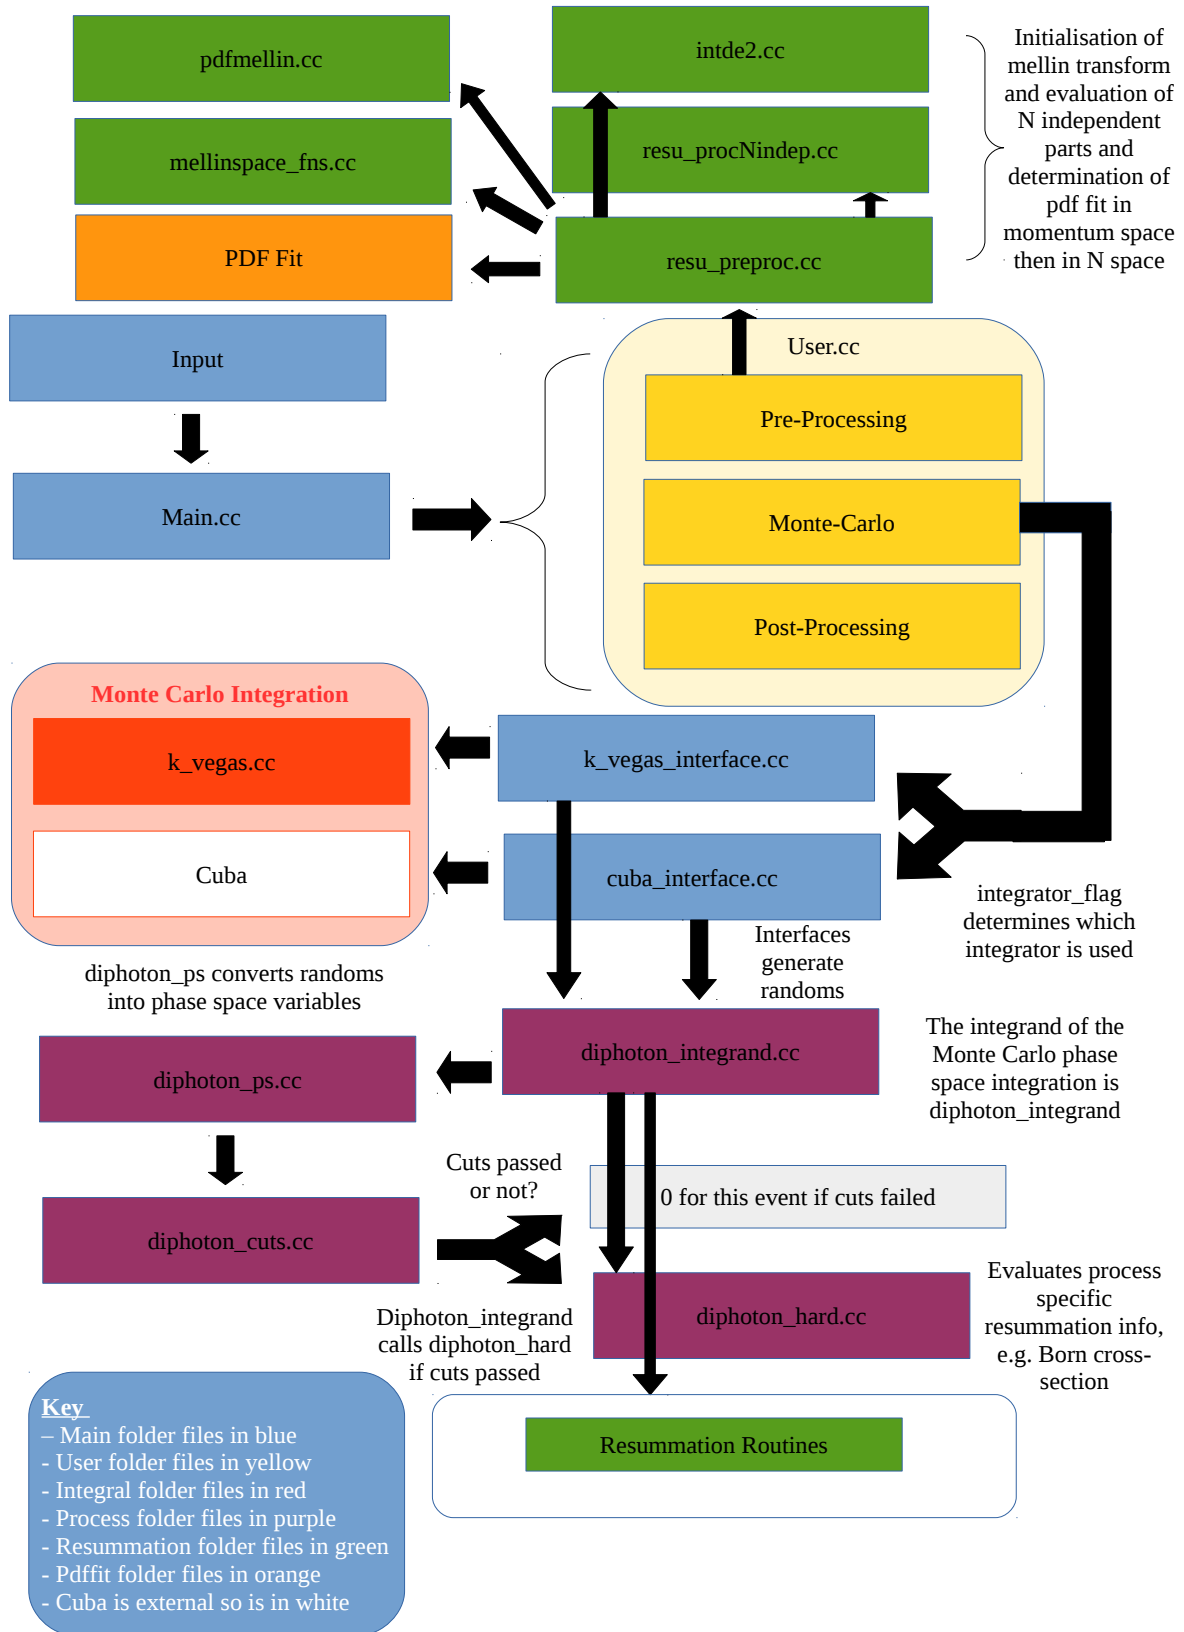 pdfmellin.cc
intde2.cc
Initialisation of
mellin transform
and evaluation of
N independent
parts and
determination of
pdf fit in
momentum space
then in N space
mellinspace_fns.cc
resu_procNindep.cc
PDF Fit
resu_preproc.cc
Input
User.cc
Pre-Processing
Main.cc
Monte-Carlo
Post-Processing
Monte Carlo Integration
k_vegas.cc
k_vegas_interface.cc
Cuba
cuba_interface.cc
integrator_flag
determines which
integrator is used
Interfaces
generate
randoms
diphoton_ps converts randoms
into phase space variables
diphoton_integrand.cc
The integrand of the
Monte Carlo phase
space integration is
diphoton_integrand
diphoton_ps.cc
Cuts passed
or not?
0 for this event if cuts failed
diphoton_cuts.cc
Diphoton_integrand
calls diphoton_hard
if cuts passed
diphoton_hard.cc
Evaluates process
specific
resummation info,
e.g. Born cross-
section
Key
– Main folder files in blue
- User folder files in yellow
- Integral folder files in red
- Process folder files in purple
- Resummation folder files in green
- Pdffit folder files in orange
- Cuba is external so is in white
Resummation Routines